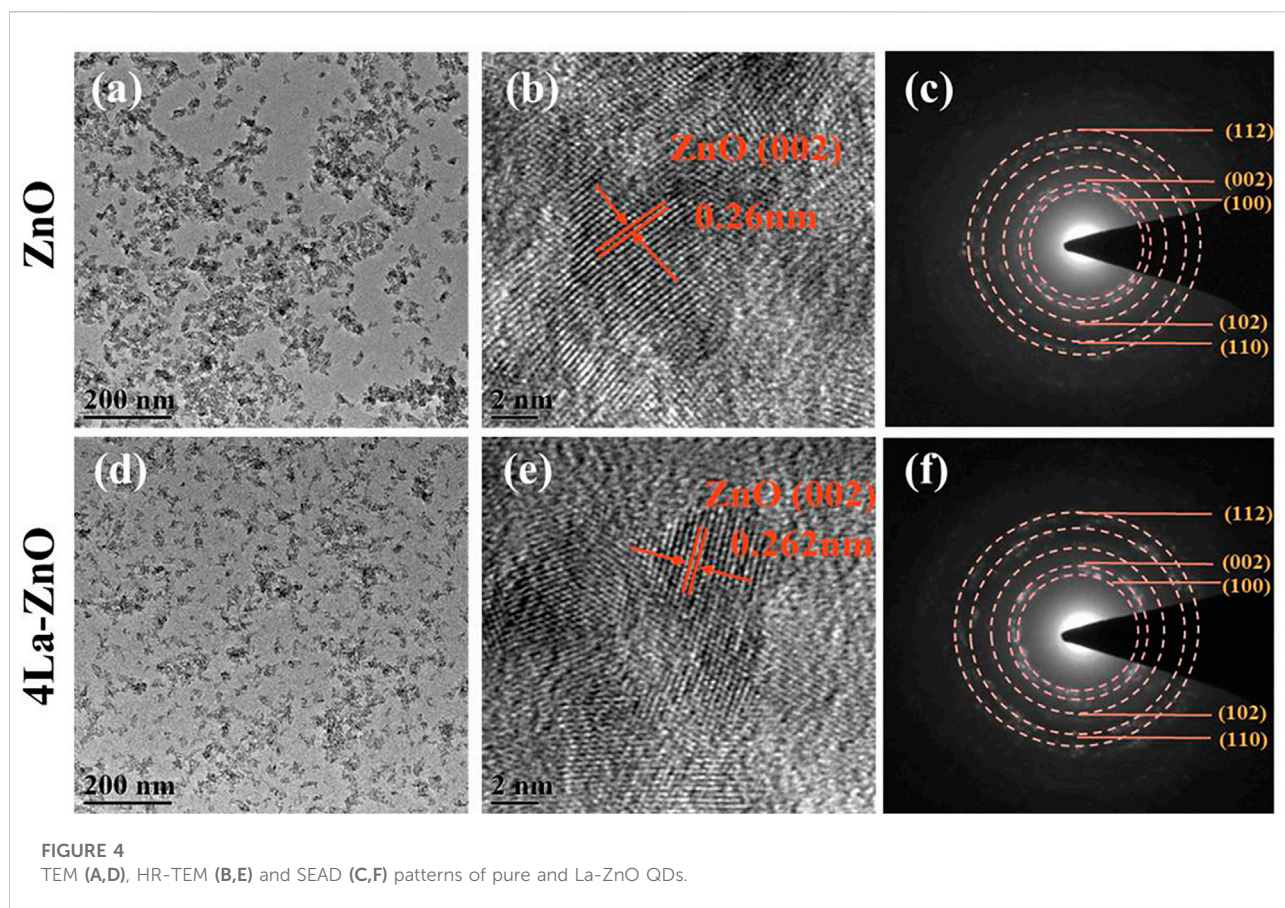 ZnO
(a)
200 nm
(b)
ZnO (002)
0.26nm
2 nm
(c)
(112)
(002)
(100)
(102)
(110)
4La-ZnO
(d)
200 nm
(e)
ZnO (002)
0.262nm
2 nm
(f)
(112)
(002)
(100)
(102)
(110)
FIGURE 4
TEM (A,D), HR-TEM (B,E) and SEAD (C,F) patterns of pure and La-ZnO QDs.